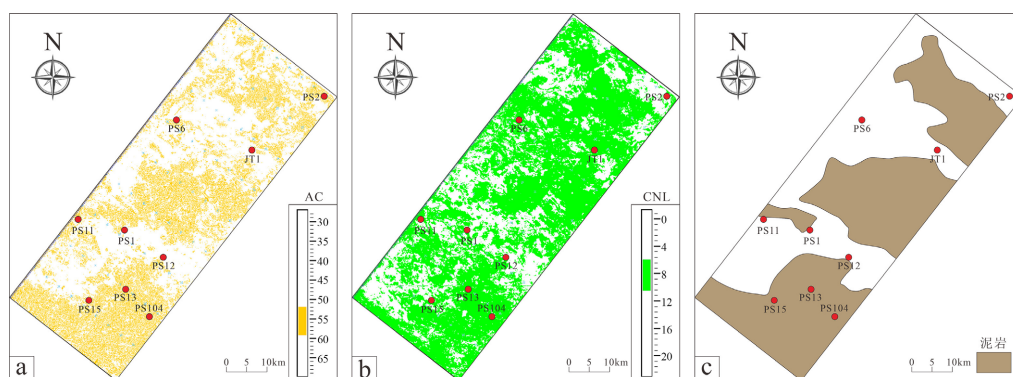 N
PS2
PS6
JT1
PS11
PS1
PS12
PS13
PS15
PS104
AC
30
35
40
45
50
55
60
65
a
0 5 10km
N
PS2
PS6
JT1
PS11
PS1
PS12
PS13
PS15
PS104
CNL
0
4
8
12
16
20
b
0 5 10km
N
PS2
PS6
JT1
PS11
PS1
PS12
PS13
PS15
PS104
泥岩
c
0 5 10km